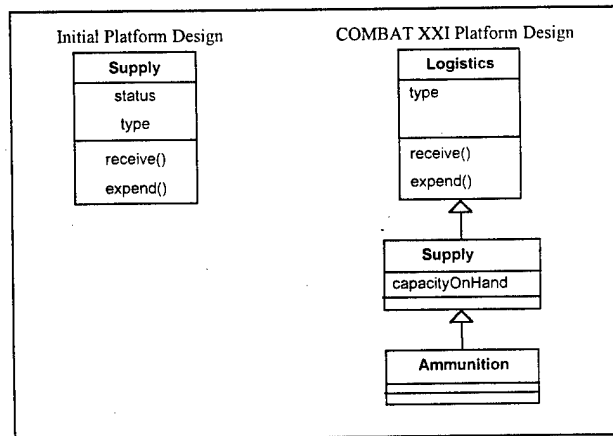 Initial Platform Design
Supply
status
type
receive()
expend()
COMBAT XXI Platform Design
Logistics
type
receive()
expend()
Supply
capacityOnHand
Ammunition